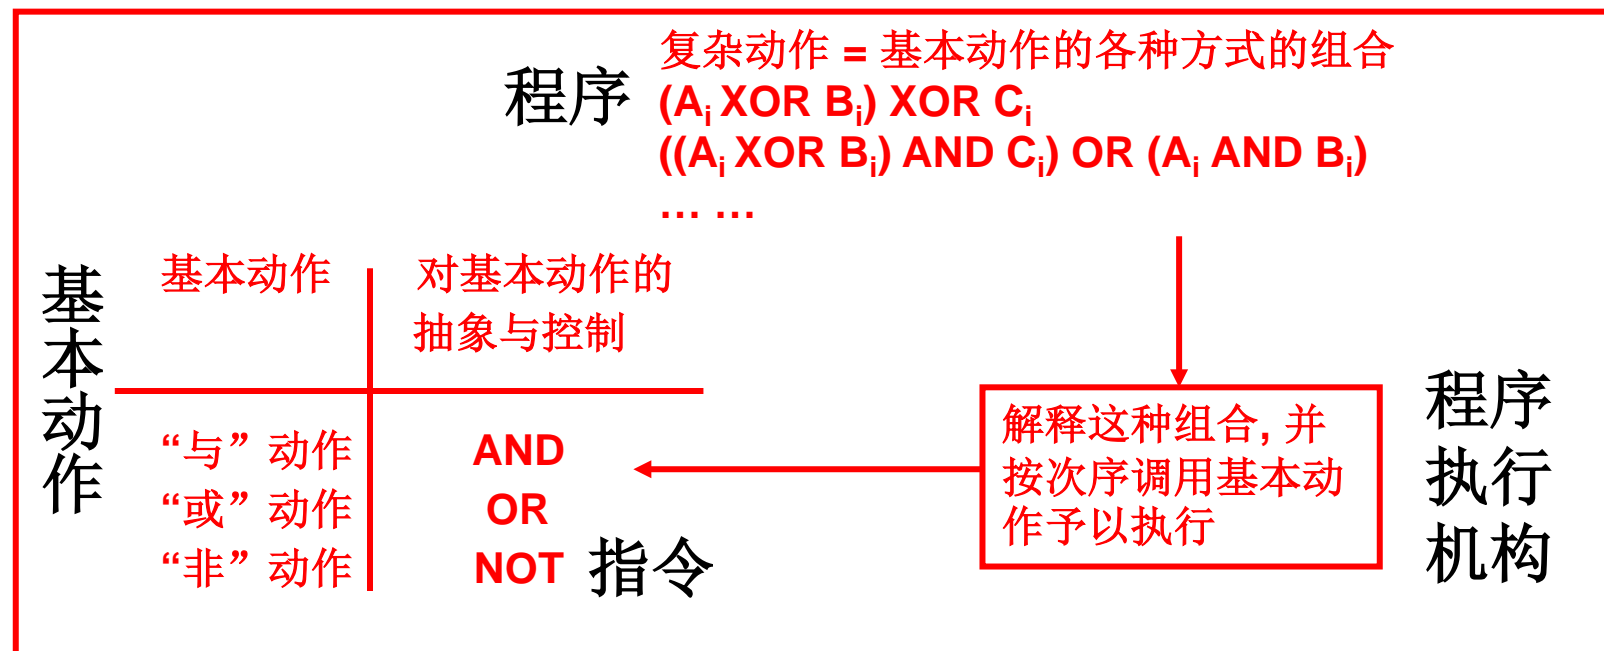 程序
复杂动作 = 基本动作的各种方式的组合
(Ai XOR Bi) XOR Ci
((Ai XOR Bi) AND Ci) OR (Ai AND Bi)
… …
基本动作
基本动作
对基本动作的
抽象与控制
“与”动作
AND
“或”动作
OR
“非”动作
NOT
指令
解释这种组合, 并
按次序调用基本动
作予以执行
程序
执行
机构